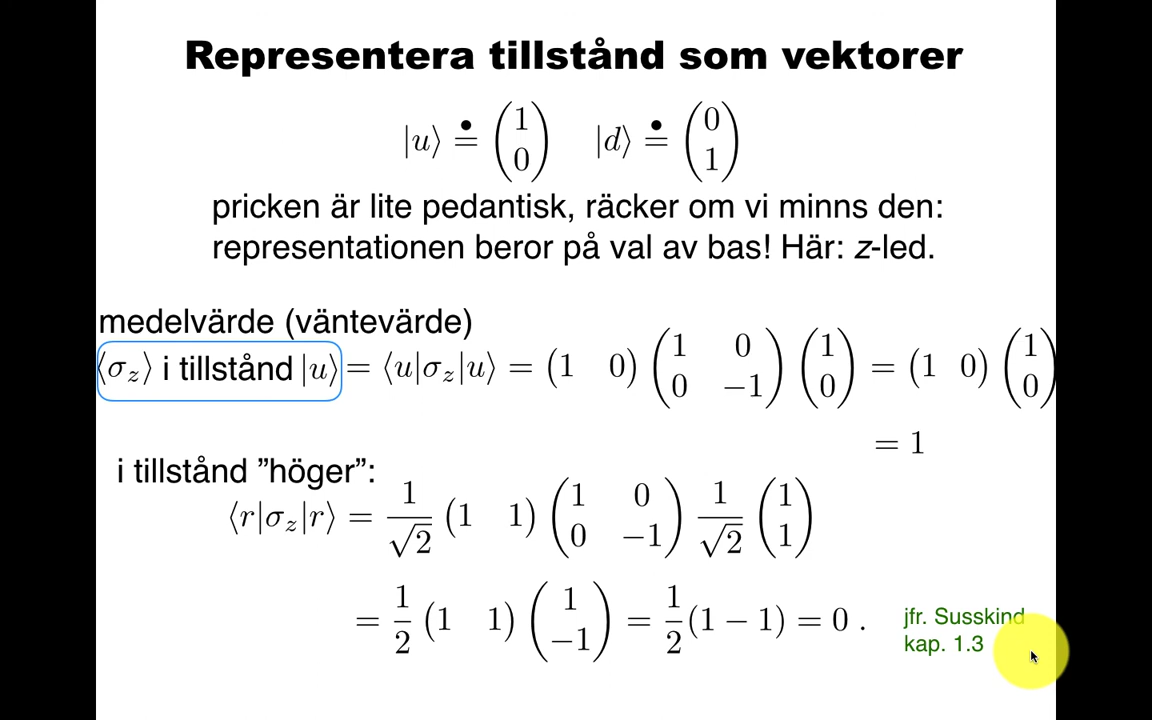 Representera tillstånd som vektorer
|u⟩ ≐ (1 0) |d⟩ ≐ (0 1)
pricken är lite pedantisk, räcker om vi minns den:
representationen beror på val av bas! Här: z-led.
medelvärde (väntevärde)
⟨σ_z⟩ i tillstånd |u⟩ = ⟨u|σ_z|u⟩ = (1 0) (1 0 0 −1) (1 0) = (1 0) (1 0)
= 1
i tillstånd ”höger”:
⟨r|σ_z|r⟩ = 1/√2 (1 1) (1 0 0 −1) 1/√2 (1 1)
= 1/2 (1 1) (1 −1) = 1/2 (1 − 1) = 0 .
jfr. Susskind
kap. 1.3